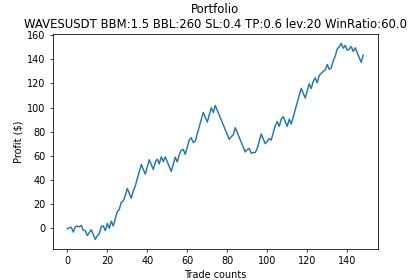 Portfolio
WAVESUSDT BBM:1.5 BBL:260 SL:0.4 TP:0.6 lev:20 WinRatio:60.0
160
140
120
100
80
60
40
20
0
Profit ($)
0 20 40 60 80 100 120 140
Trade counts